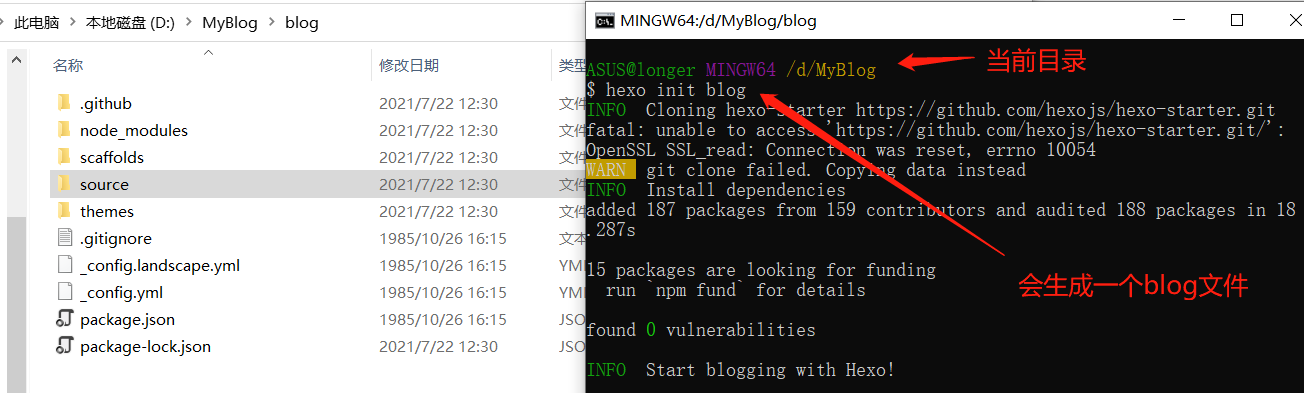 此电脑 > 本地磁盘 (D:) > MyBlog > blog
名称 修改日期 类型
.github 2021/7/22 12:30 文件
node_modules 2021/7/22 12:30 文件
scaffolds 2021/7/22 12:30 文件
source 2021/7/22 12:30 文件
themes 2021/7/22 12:30 文件
.gitignore 1985/10/26 16:15 文本
_config.landscape.yml 1985/10/26 16:15 YML
_config.yml 1985/10/26 16:15 YML
package.json 1985/10/26 16:15 JSO
package-lock.json 2021/7/22 12:30 JSO
MINGW64:/d/MyBlog/blog
ASUS@longer MINGW64 /d/MyBlog
当前目录
$ hexo init blog
INFO  Cloning hexo-starter https://github.com/hexojs/hexo-starter.git
fatal: unable to access 'https://github.com/hexojs/hexo-starter.git/':
OpenSSL SSL_read: Connection was reset, errno 10054
WARN  git clone failed. Copying data instead
INFO  Install dependencies
added 187 packages from 159 contributors and audited 188 packages in 18
.287s
15 packages are looking for funding
run `npm fund` for details
会生成一个blog文件
found 0 vulnerabilities
INFO  Start blogging with Hexo!